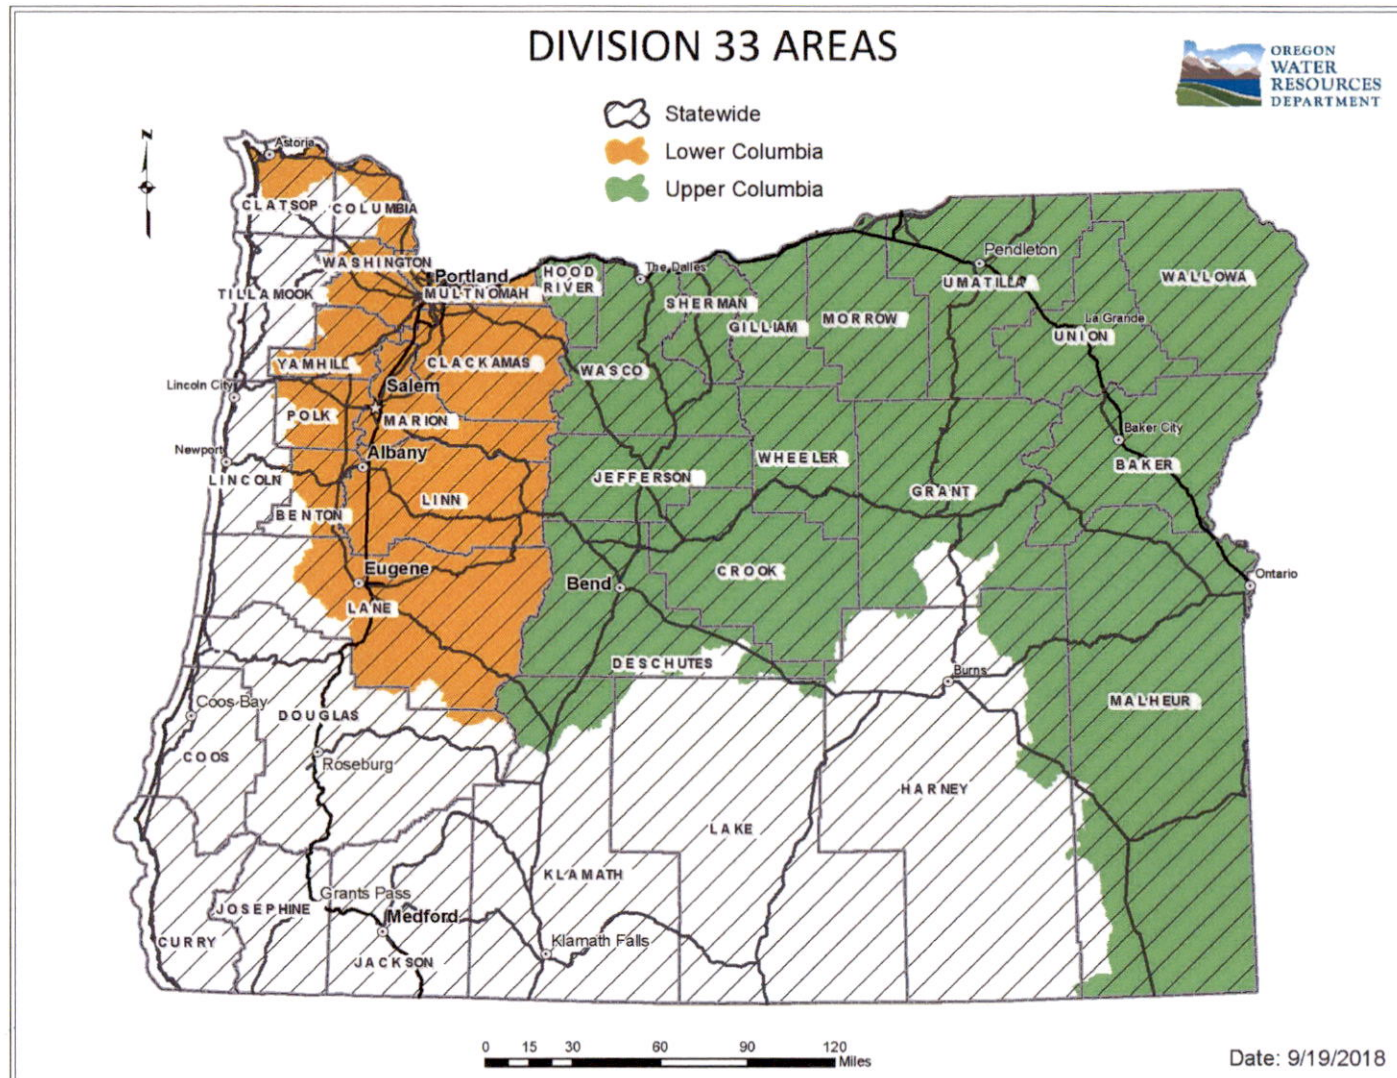 DIVISION 33 AREAS
OREGON
WATER
RESOURCES
DEPARTMENT
Statewide
Lower Columbia
Upper Columbia
N
Astoria
CLATSOP
COLUMBIA
WASHINGTON
Portland
HOOD
RIVER
The Dalles
Pendleton
TILLAMOOK
MULTNOMAH
SHERMAN
UMATILLA
WALLOWA
GILLIAM
MORROW
La Grande
UNION
YAMHILL
CLACKAMAS
WASCO
Lincoln City
Salem
POLK
MARION
Baker City
Newport
Albany
WHEELER
BAKER
LINCOLN
LINN
JEFFERSON
GRANT
BENTON
Eugene
CROOK
Ontario
Bend
LANE
DESCHUTES
Burns
Coos Bay
DOUGLAS
MALHEUR
COOS
Roseburg
HARNEY
LAKE
KLAMATH
Grants Pass
JOSEPHINE
Medford
CURRY
Klamath Falls
JACKSON
0 15 30 60 90 120
Miles
Date: 9/19/2018